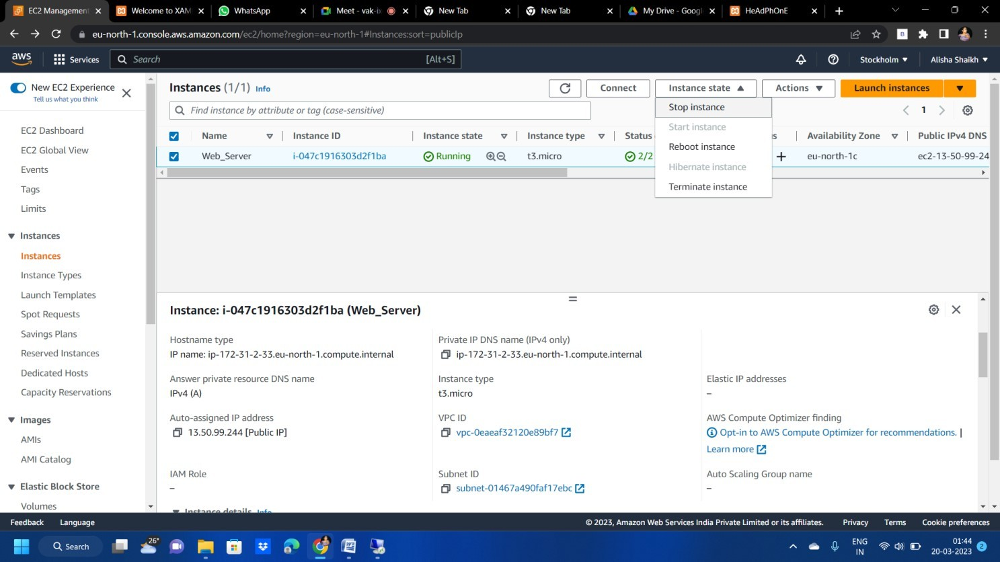 EC2 Management
Welcome to XAM
WhatsApp
Meet - vak-ix
New Tab
New Tab
My Drive - Googl
HeAdPhOnE
eu-north-1.console.aws.amazon.com/ec2/home?region=eu-north-1#Instances:sort=publicIp
aws
Services
Search
[Alt+S]
Stockholm
Alisha Shaikh
New EC2 Experience
Tell us what you think
EC2 Dashboard
EC2 Global View
Events
Tags
Limits
Instances
Instances
Instance Types
Launch Templates
Spot Requests
Savings Plans
Reserved Instances
Dedicated Hosts
Capacity Reservations
Images
AMIs
AMI Catalog
Elastic Block Store
Volumes
Instances (1/1) Info
Connect
Instance state
Actions
Launch instances
Find instance by attribute or tag (case-sensitive)
1
Stop instance
Start instance
Reboot instance
Hibernate instance
Terminate instance
Name Instance ID Instance state Instance type Status Availability Zone Public IPv4 DNS
Web_Server i-047c1916303d2f1ba Running t3.micro 2/2 eu-north-1c ec2-13-50-99-24
Instance: i-047c1916303d2f1ba (Web_Server)
Hostname type
IP name: ip-172-31-2-33.eu-north-1.compute.internal
Private IP DNS name (IPv4 only)
ip-172-31-2-33.eu-north-1.compute.internal
Answer private resource DNS name
IPv4 (A)
Instance type
t3.micro
Elastic IP addresses
–
Auto-assigned IP address
13.50.99.244 [Public IP]
VPC ID
vpc-0eaeaf32120e89bf7
AWS Compute Optimizer finding
Opt-in to AWS Compute Optimizer for recommendations. |
Learn more
IAM Role
–
Subnet ID
subnet-01467a490faf17ebc
Auto Scaling Group name
–
Instance details Info
Feedback Language
© 2023, Amazon Web Services India Private Limited or its affiliates. Privacy Terms Cookie preferences
Search
26°
ENG
IN
01:44
20-03-2023
2